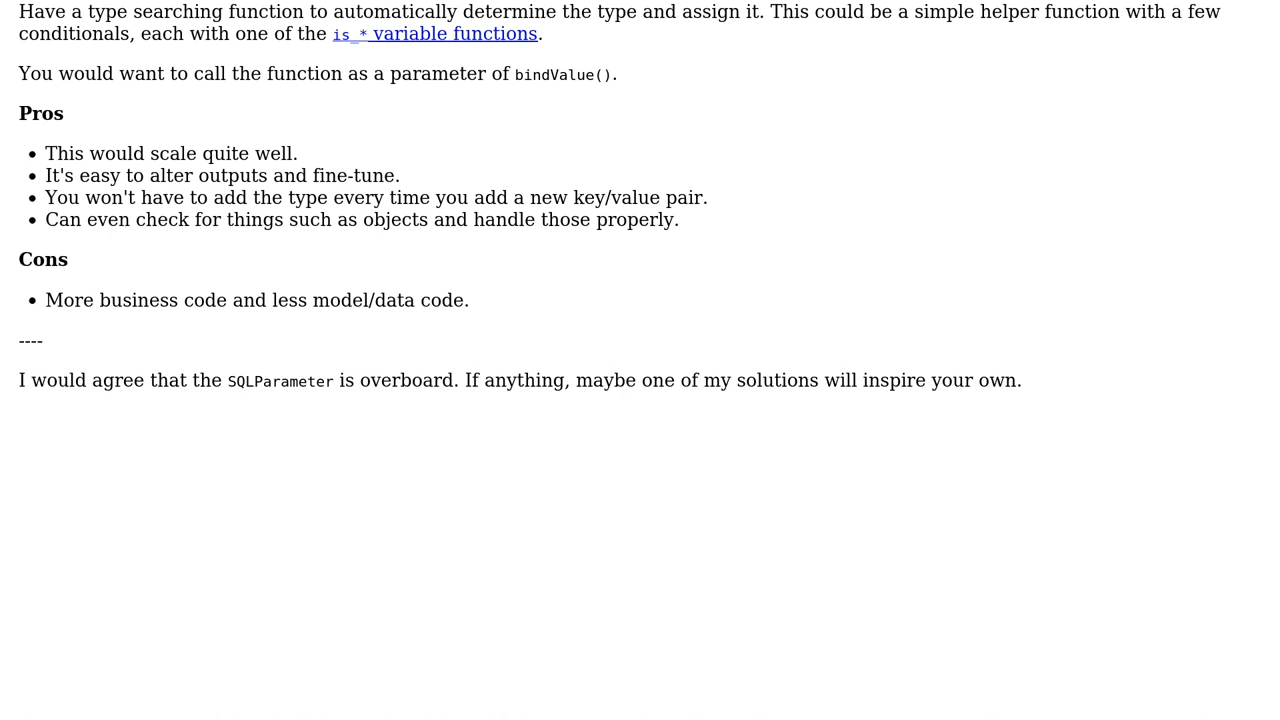 Have a type searching function to automatically determine the type and assign it. This could be a simple helper function with a few
conditionals, each with one of the is_* variable functions.
You would want to call the function as a parameter of bindValue().
Pros
• This would scale quite well.
• It's easy to alter outputs and fine-tune.
• You won't have to add the type every time you add a new key/value pair.
• Can even check for things such as objects and handle those properly.
Cons
• More business code and less model/data code.
----
I would agree that the SQLParameter is overboard. If anything, maybe one of my solutions will inspire your own.